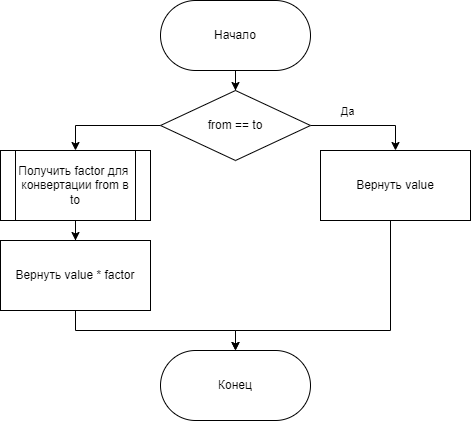 Начало
from == to
Да
Получить factor для
конвертации from в
to
Вернуть value
Вернуть value * factor
Конец